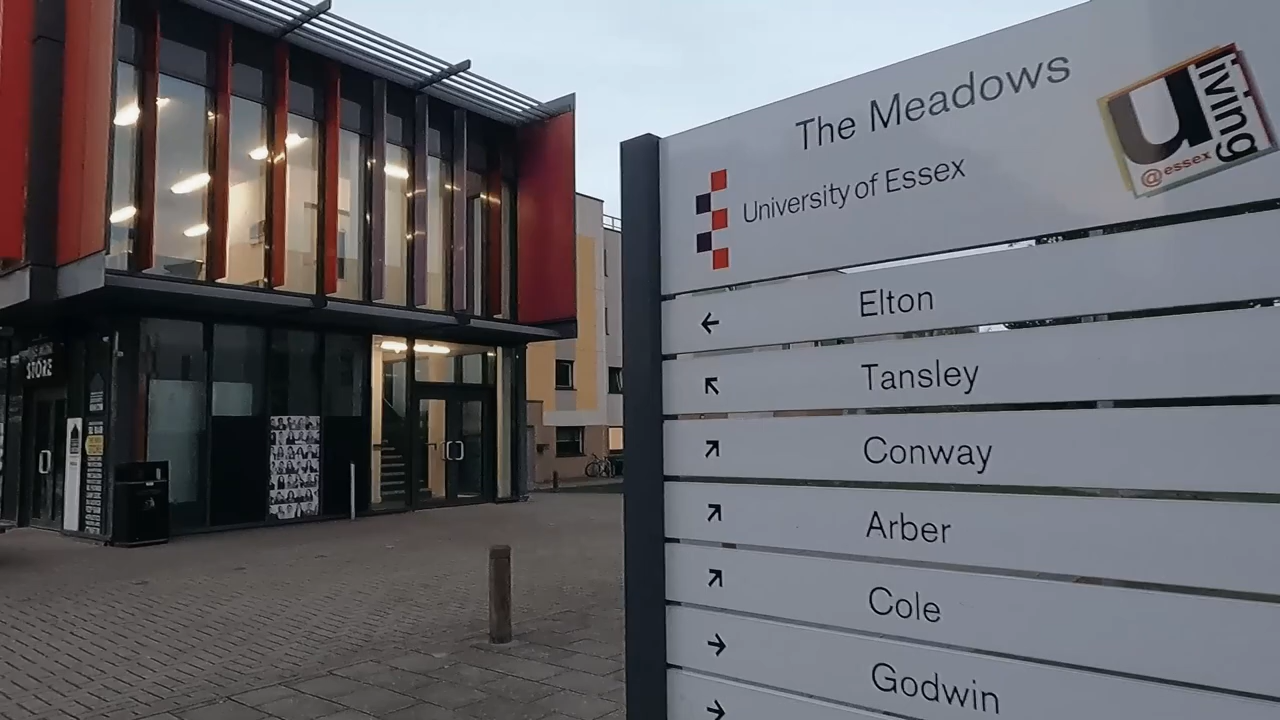 The Meadows
University of Essex
u living
@essex
← Elton
↖ Tansley
↗ Conway
↗ Arber
↗ Cole
→ Godwin
→
STORE